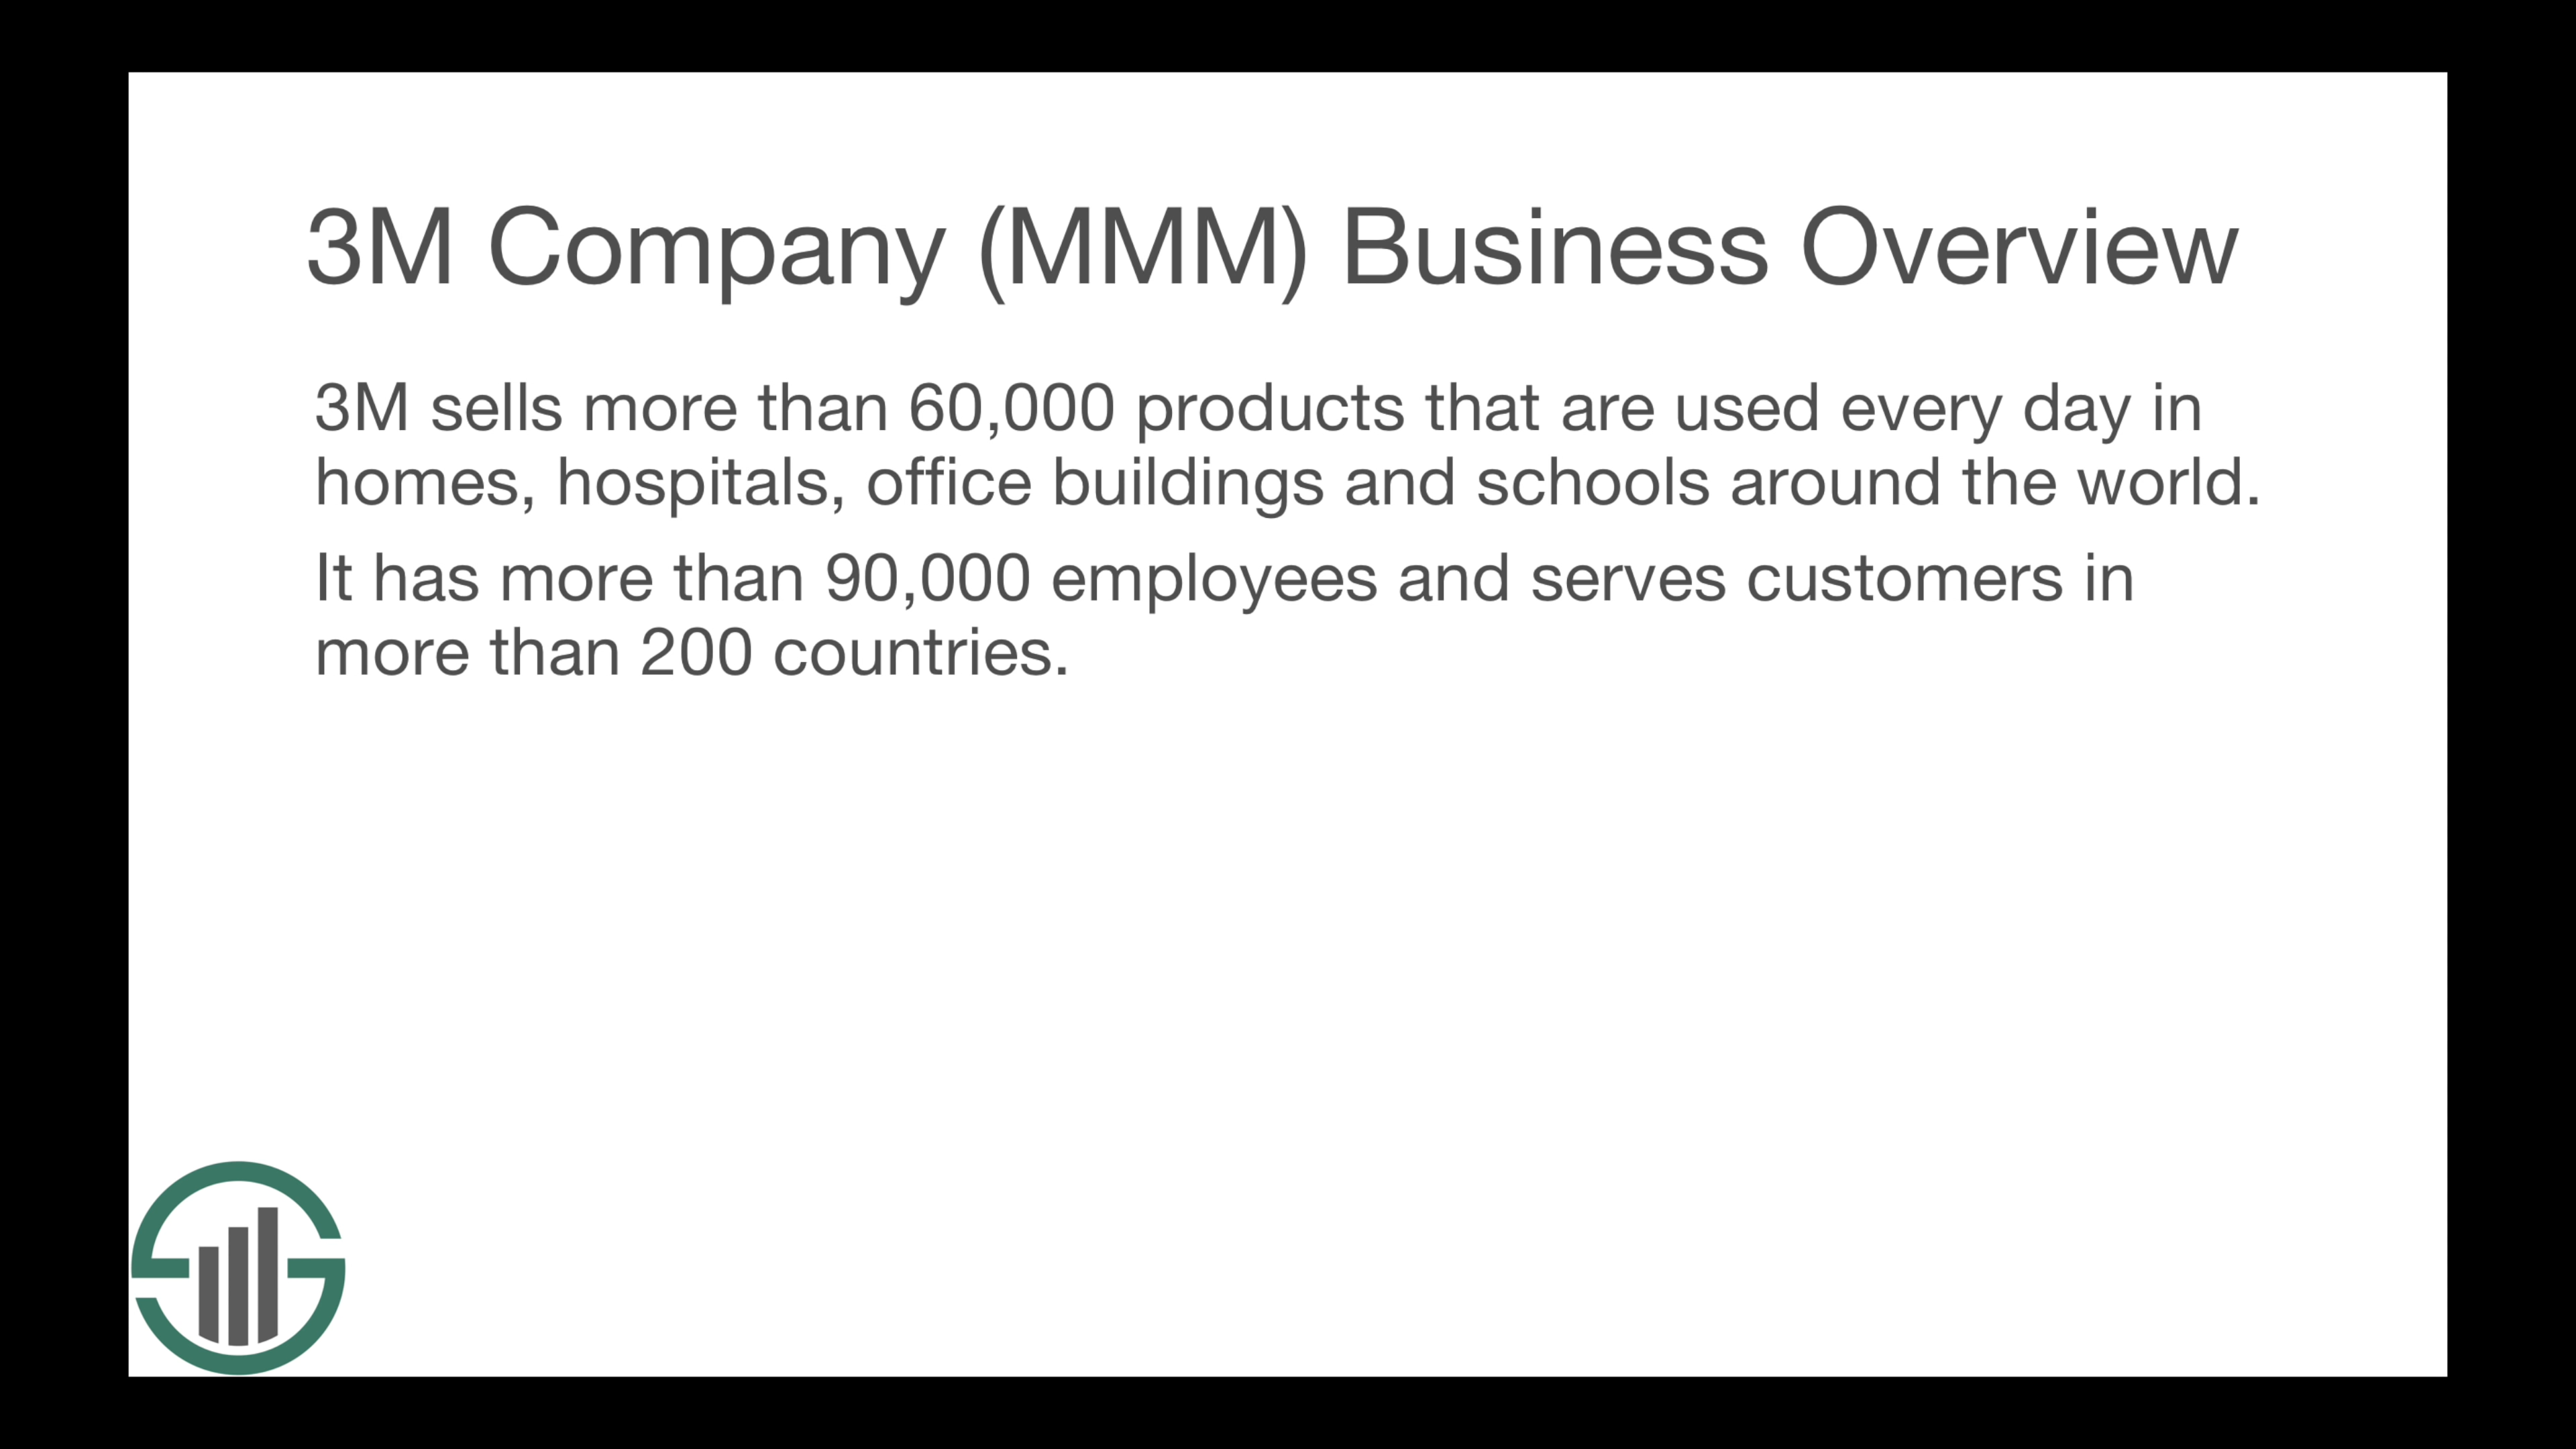 3M Company (MMM) Business Overview
3M sells more than 60,000 products that are used every day in
homes, hospitals, office buildings and schools around the world.
It has more than 90,000 employees and serves customers in
more than 200 countries.